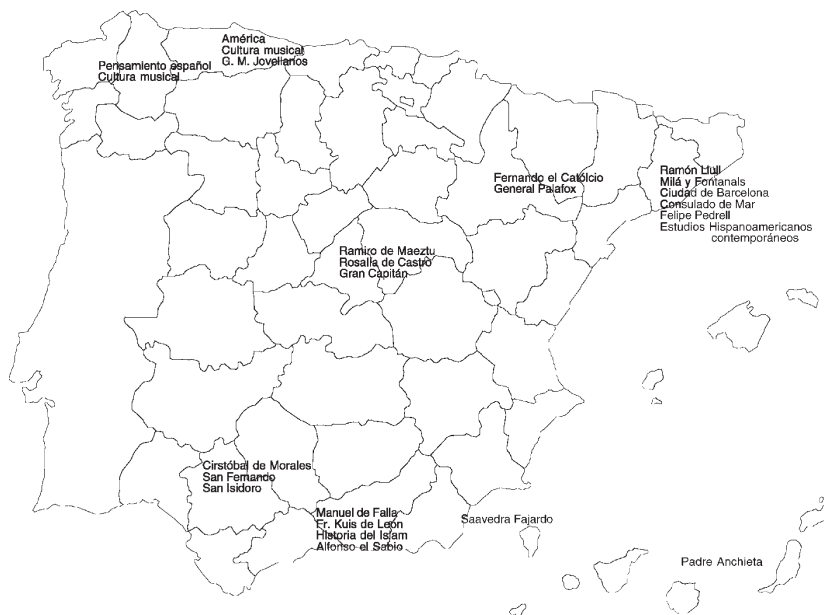 América
Cultura musical
G. M. Jovellanos
Pensamiento español
Cultura musical
Fernando el Catolcio
General Palafox
Ramón Llull
Milá y Fontanals
Ciudad de Barcelona
Consulado de Mar
Felipe Pedrell
Estudios Hispanoamericanos
contemporáneos
Ramiro de Maeztu
Rosalla de Castro
Gran Capitán
Cirstóbal de Morales
San Fernando
San Isidoro
Manuel de Falla
Fr. Kuis de León
Historia del Islam
Alfonso el Sabio
Saavedra Fajardo
Padre Anchieta